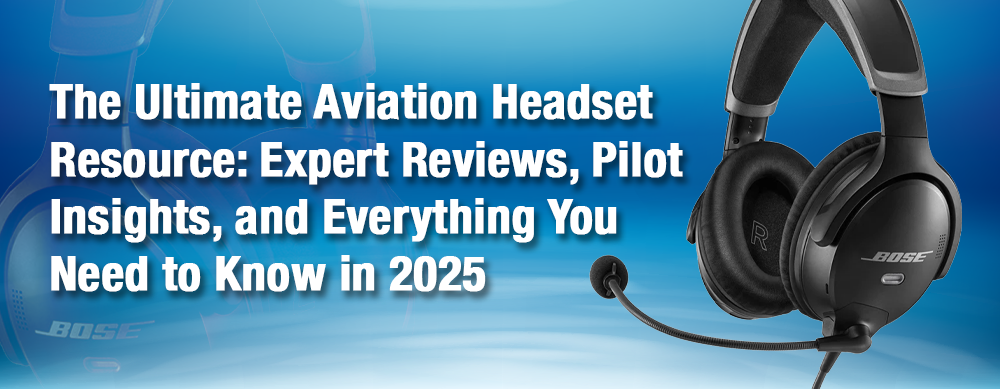 The Ultimate Aviation Headset
Resource: Expert Reviews, Pilot
Insights, and Everything You
Need to Know in 2025
R
BOSE
BOSE